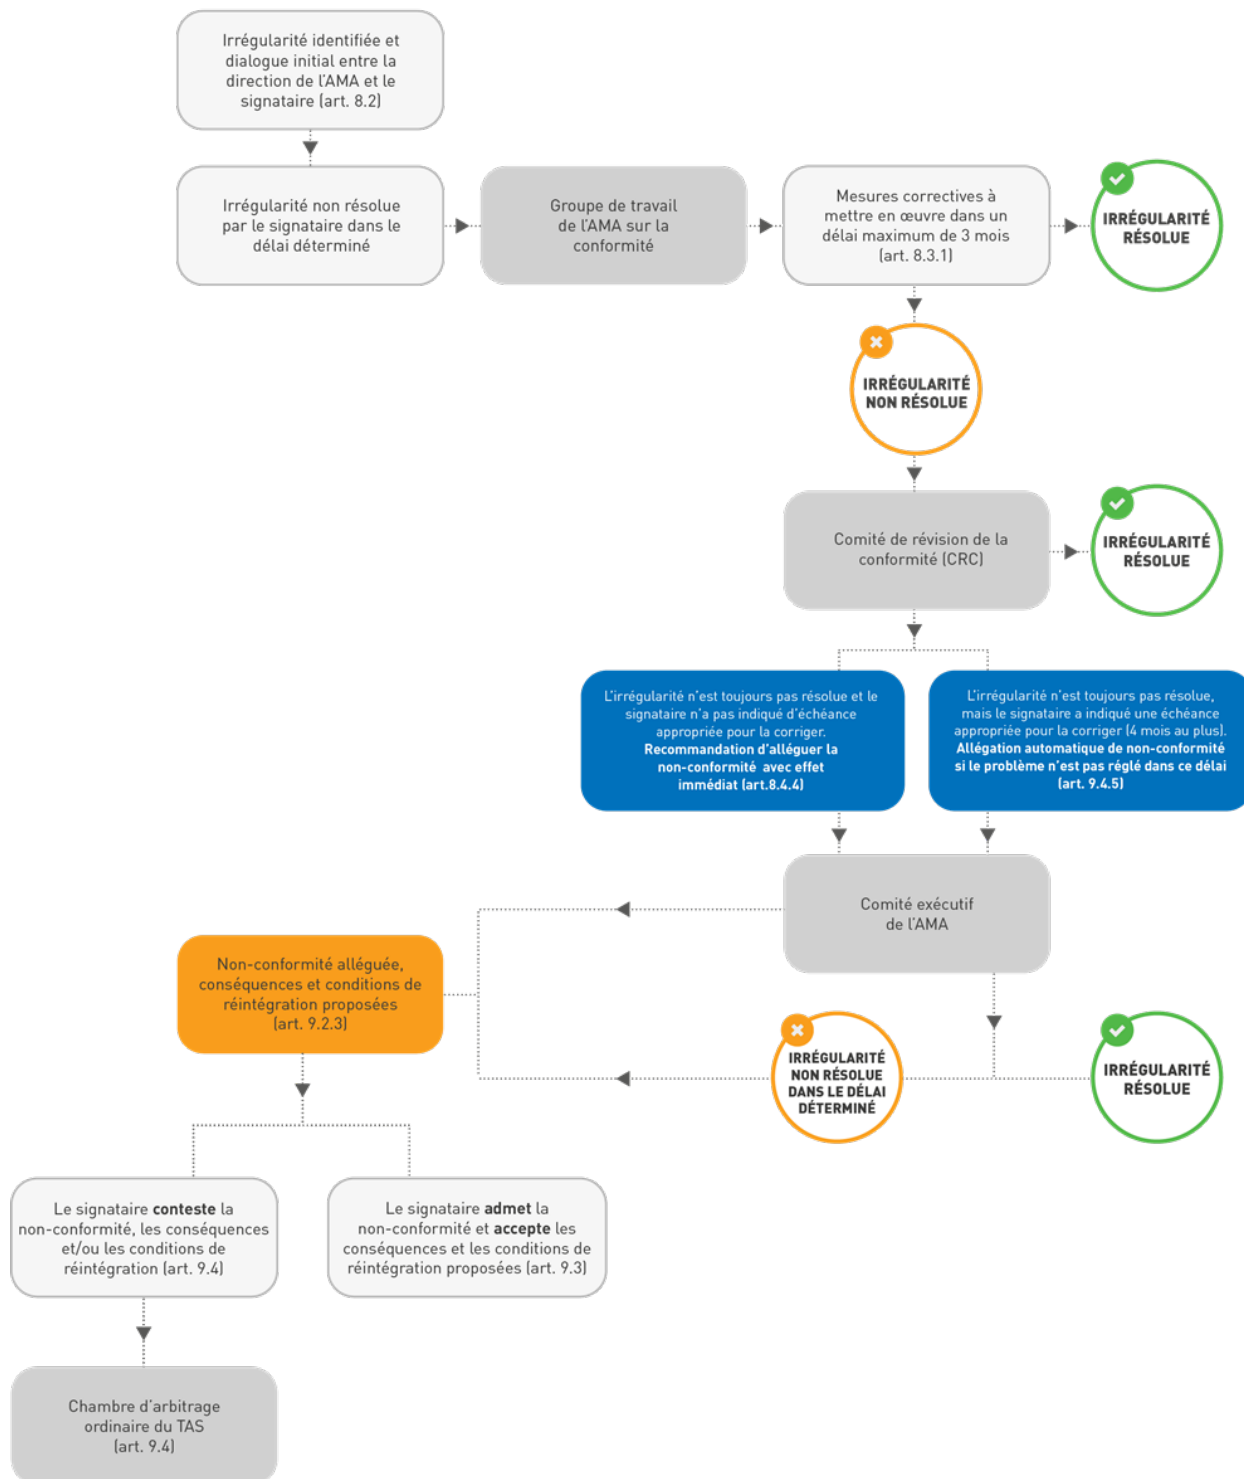 Irrégularité identifiée et
dialogue initial entre la
direction de l'AMA et le
signataire (art. 8.2)
Irrégularité non résolue
par le signataire dans le
délai déterminé
Groupe de travail
de l'AMA sur la
conformité
Mesures correctives à
mettre en œuvre dans un
délai maximum de 3 mois
(art. 8.3.1)
IRRÉGULARITÉ
RÉSOLUE
IRRÉGULARITÉ
NON RÉSOLUE
Comité de révision de la
conformité (CRC)
IRRÉGULARITÉ
RÉSOLUE
L'irrégularité n'est toujours pas résolue et le
signataire n'a pas indiqué d'échéance
appropriée pour la corriger.
Recommandation d'alléguer la
non-conformité avec effet
immédiat (art.8.4.4)
L'irrégularité n'est toujours pas résolue,
mais le signataire a indiqué une échéance
appropriée pour la corriger (4 mois au plus).
Allégation automatique de non-conformité
si le problème n'est pas réglé dans ce délai
(art. 9.4.5)
Comité exécutif
de l'AMA
Non-conformité alléguée,
conséquences et conditions de
réintégration proposées
(art. 9.2.3)
IRRÉGULARITÉ
NON RÉSOLUE
DANS LE DÉLAI
DÉTERMINÉ
IRRÉGULARITÉ
RÉSOLUE
Le signataire conteste la
non-conformité, les conséquences
et/ou les conditions de
réintégration (art. 9.4)
Le signataire admet la
non-conformité et accepte les
conséquences et les conditions de
réintégration proposées (art. 9.3)
Chambre d'arbitrage
ordinaire du TAS
(art. 9.4)